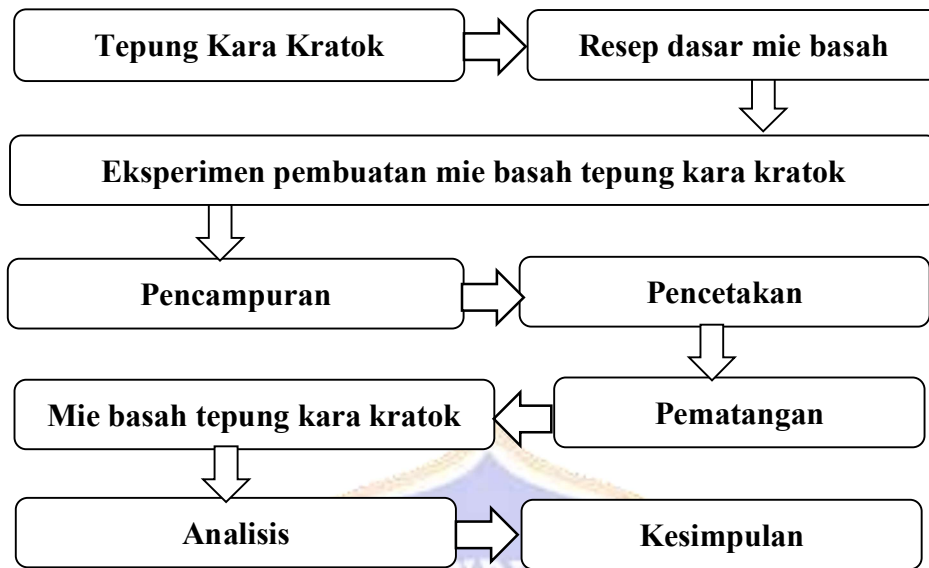 Tepung Kara Kratok
Resep dasar mie basah
Eksperimen pembuatan mie basah tepung kara kratok
Pencampuran
Pencetakan
Mie basah tepung kara kratok
Pematangan
Analisis
Kesimpulan